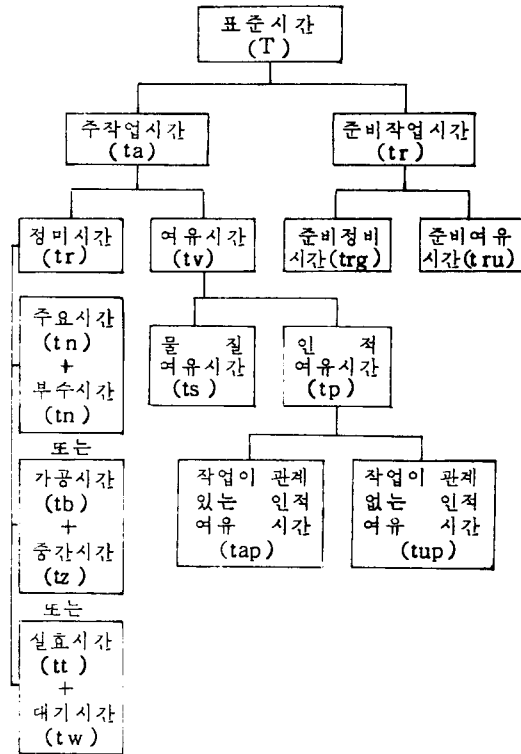 표준시간
(T)
주작업시간
(ta)
준비작업시간
(tr)
정미시간
(tr)
여유시간
(tv)
준비정비
시간(trg)
준비여유
시간(tru)
주요시간
(tn)
+
부수시간
(tn)
또는
가공시간
(tb)
+
중간시간
(tz)
또는
실효시간
(tt)
+
대기시간
(tw)
물 질
여유시간
(ts)
인 적
여유시간
(tp)
작업이 관계
있는 인적
여유 시간
(tap)
작업이 관계
없는 인적
여유 시간
(tup)